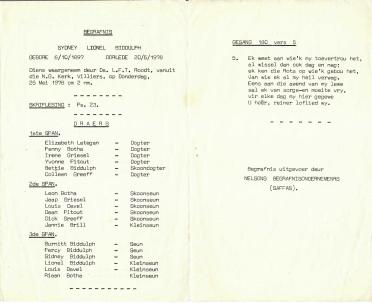 BEGRAFNIS
SYDNEY LIONEL BIDDULPH
GEBORE 6/10/1897 OORLEDE 20/5/1978
Diens waargeneem deur Ds. L.F.T. Roodt, vanuit
die N.G. Kerk, Villiers, op Donderdag,
25 Mei 1978 om 2 nm.
SKRIFLESING : Ps. 23.
DRAERS
1ste SPAN.
Elizabeth Lategan - Dogter
Fanny Botha - Dogter
Irene Griesel - Dogter
Yvonne Pitout - Dogter
Bettie Biddulph - Skoondogter
Colleen Greeff - Dogter
2de SPAN.
Leon Botha - Skoonseun
Jaap Griesel - Skoonseun
Louis Davel - Skoonseun
Daan Pitout - Skoonseun
Dick Greeff - Skoonseun
Jannie Brill - Kleinseun
3de SPAN.
Burnitt Biddulph - Seun
Percy Biddulph - Seun
Sidney Biddulph - Seun
Lionel Biddulph - Kleinseun
Louis Davel - Kleinseun
Riaan Botha - Kleinseun
GESANG 160 vers 5
5. Ek weet aan wie'k my toevertrou het,
al wissel dan ook dag en nag;
ek ken die Rots op wie'k gebou het,
van wie ek al my heil verwag.
Eens aan die aand van my lewe
sal ek van sorge-en moeite vry,
vir elke dag my hier gegewe
U hoër, reiner loflied wy.
Begrafnis uitgevoer deur
NELSONS BEGRAFNISONDERNEMERS
(SAFFAS).